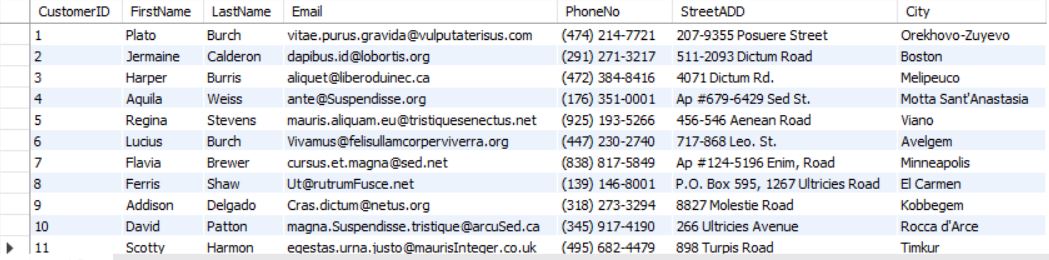 CustomerID FirstName LastName Email PhoneNo StreetADD City
1 Plato Burch vitae.purus.gravida@vulputaterisus.com (474) 214-7721 207-9355 Posuere Street Orekhovo-Zuyevo
2 Jermaine Calderon dapibus.id@lobortis.org (291) 271-3217 511-2093 Dictum Road Boston
3 Harper Burris aliquet@liberoduinec.ca (472) 384-8416 4071 Dictum Rd. Melipeuco
4 Aquila Weiss ante@Suspendisse.org (176) 351-0001 Ap #679-6429 Sed St. Motta Sant'Anastasia
5 Regina Stevens mauris.aliquam.eu@tristiquesenectus.net (925) 193-5266 456-546 Aenean Road Viano
6 Lucius Burch Vivamus@felisullamcorperviverra.org (447) 230-2740 717-868 Leo. St. Avelgem
7 Flavia Brewer cursus.et.magna@sed.net (838) 817-5849 Ap #124-5196 Enim, Road Minneapolis
8 Ferris Shaw Ut@rutrumFusce.net (139) 146-8001 P.O. Box 595, 1267 Ultricies Road El Carmen
9 Addison Delgado Cras.dictum@netus.org (318) 273-3294 8827 Molestie Road Kobbegem
10 David Patton magna.Suspendisse.tristique@arcuSed.ca (345) 917-4190 266 Ultricies Avenue Rocca d'Arce
11 Scotty Harmon egestas.urna.justo@maurisInteger.co.uk (495) 682-4479 898 Turpis Road Timkur